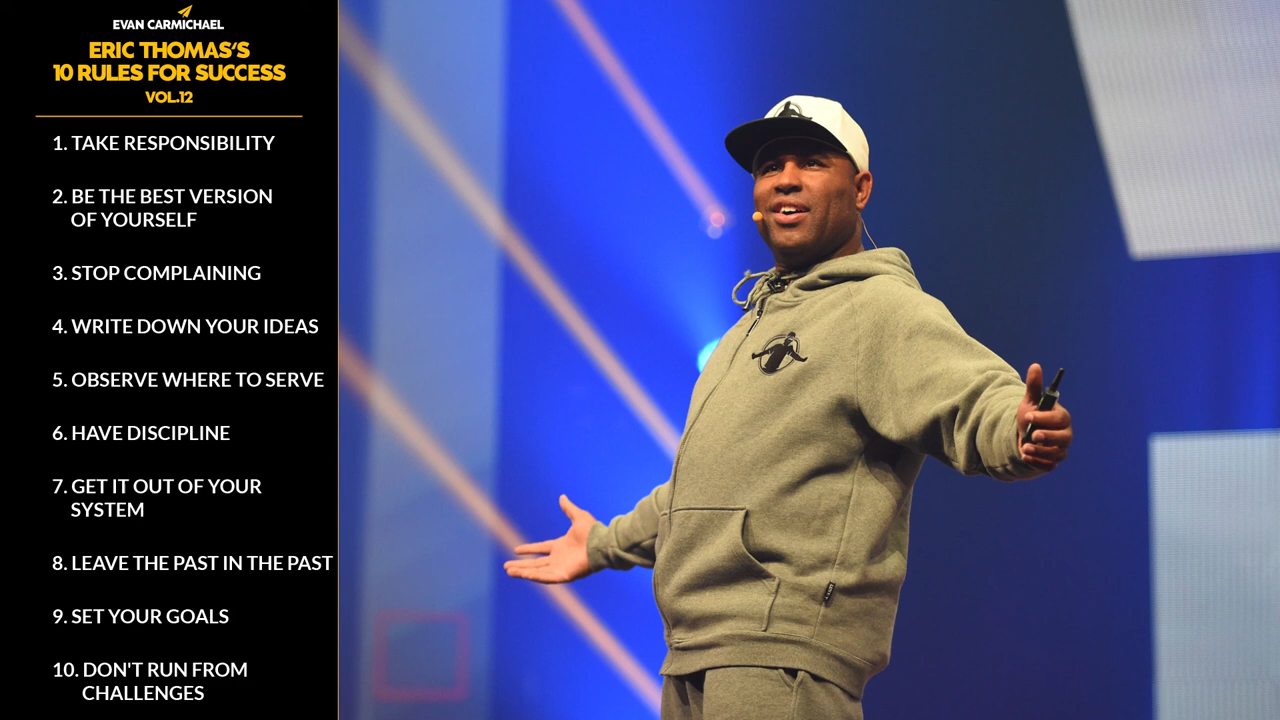 EVAN CARMICHAEL
ERIC THOMAS'S
10 RULES FOR SUCCESS
VOL.12
1. TAKE RESPONSIBILITY
2. BE THE BEST VERSION
OF YOURSELF
3. STOP COMPLAINING
4. WRITE DOWN YOUR IDEAS
5. OBSERVE WHERE TO SERVE
6. HAVE DISCIPLINE
7. GET IT OUT OF YOUR
SYSTEM
8. LEAVE THE PAST IN THE PAST
9. SET YOUR GOALS
10. DON'T RUN FROM
CHALLENGES